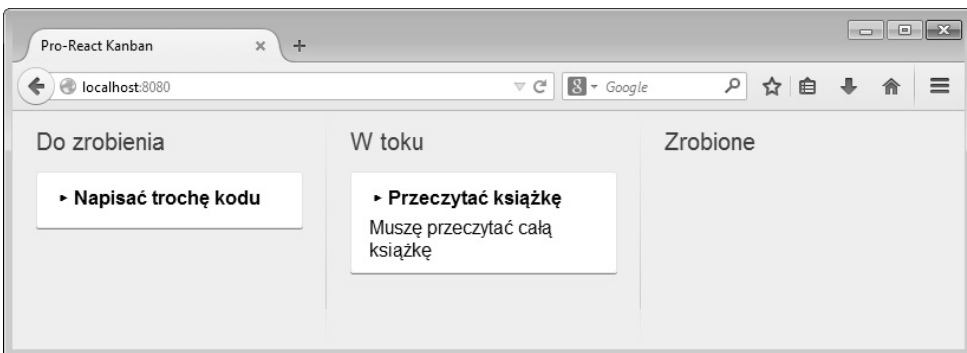 Pro-React Kanban
localhost:8080
8 Google
Do zrobienia
W toku
Zrobione
Napisać trochę kodu
Przeczytać książkę
Muszę przeczytać całą
książkę